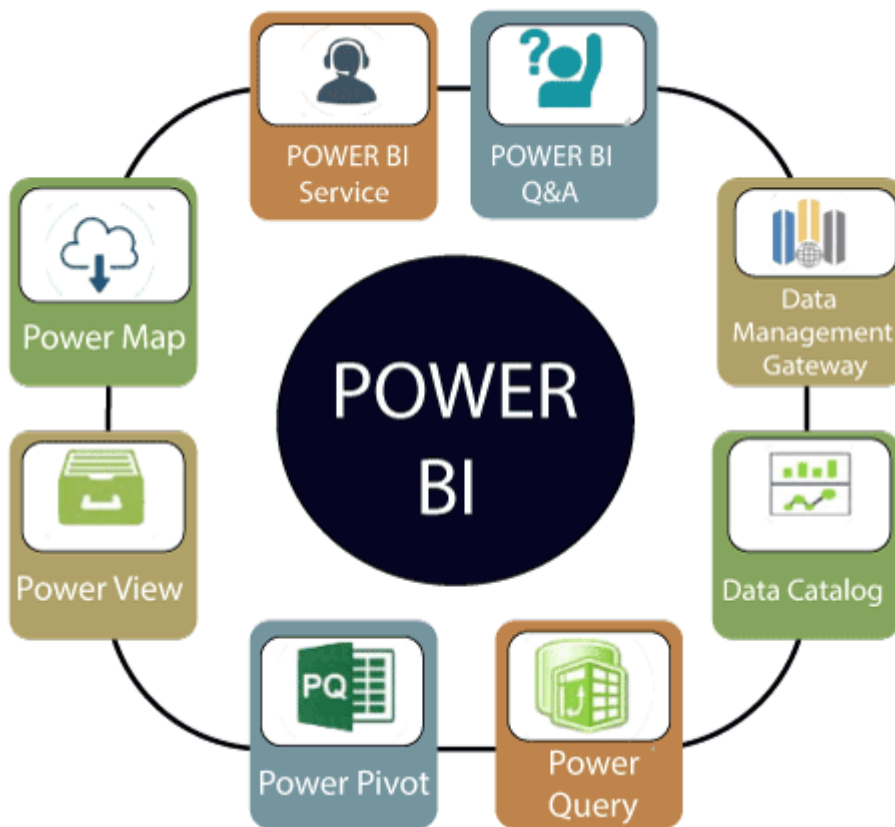 POWER BI
Service
POWER BI
Q&A
Data
Management
Gateway
Data Catalog
Power
Query
PQ
Power Pivot
Power View
Power Map
POWER
BI